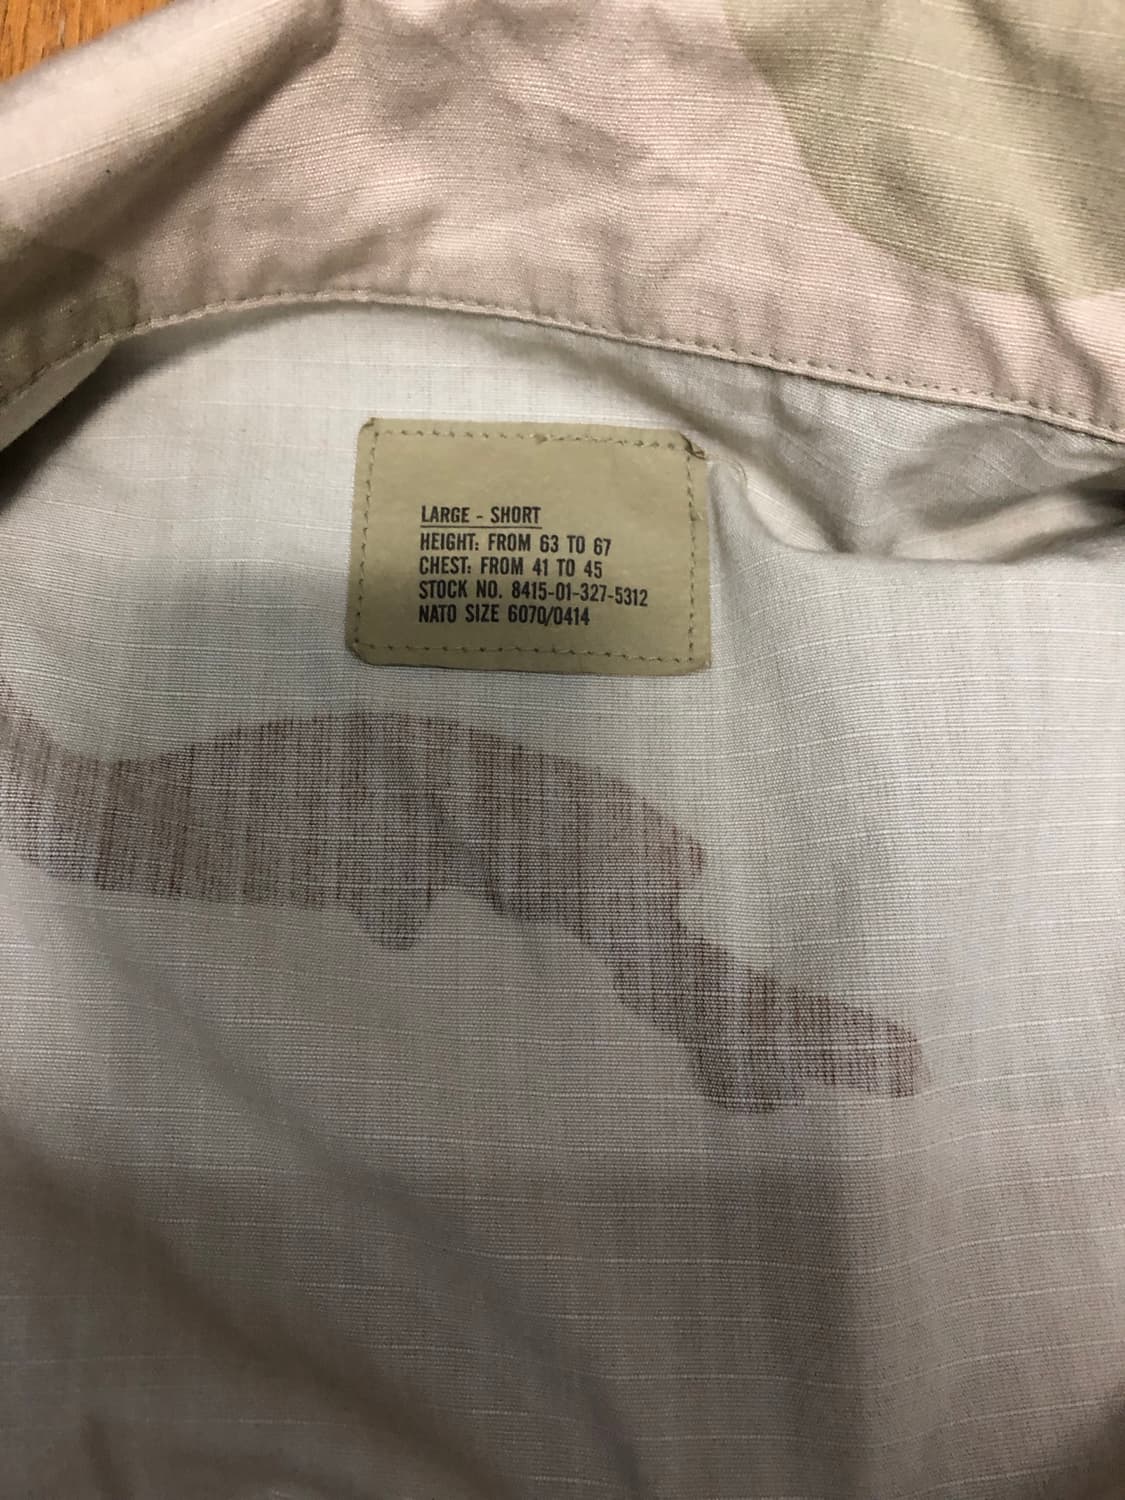 LARGE - SHORT
HEIGHT: FROM 63 TO 67
CHEST: FROM 41 TO 45
STOCK NO. 8415-01-327-5312
NATO SIZE 6070/0414